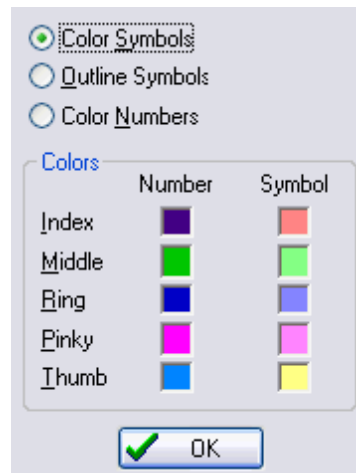 Color Symbols
Outline Symbols
Color Numbers
Colors
Number Symbol
Index
Middle
Ring
Pinky
Thumb
OK